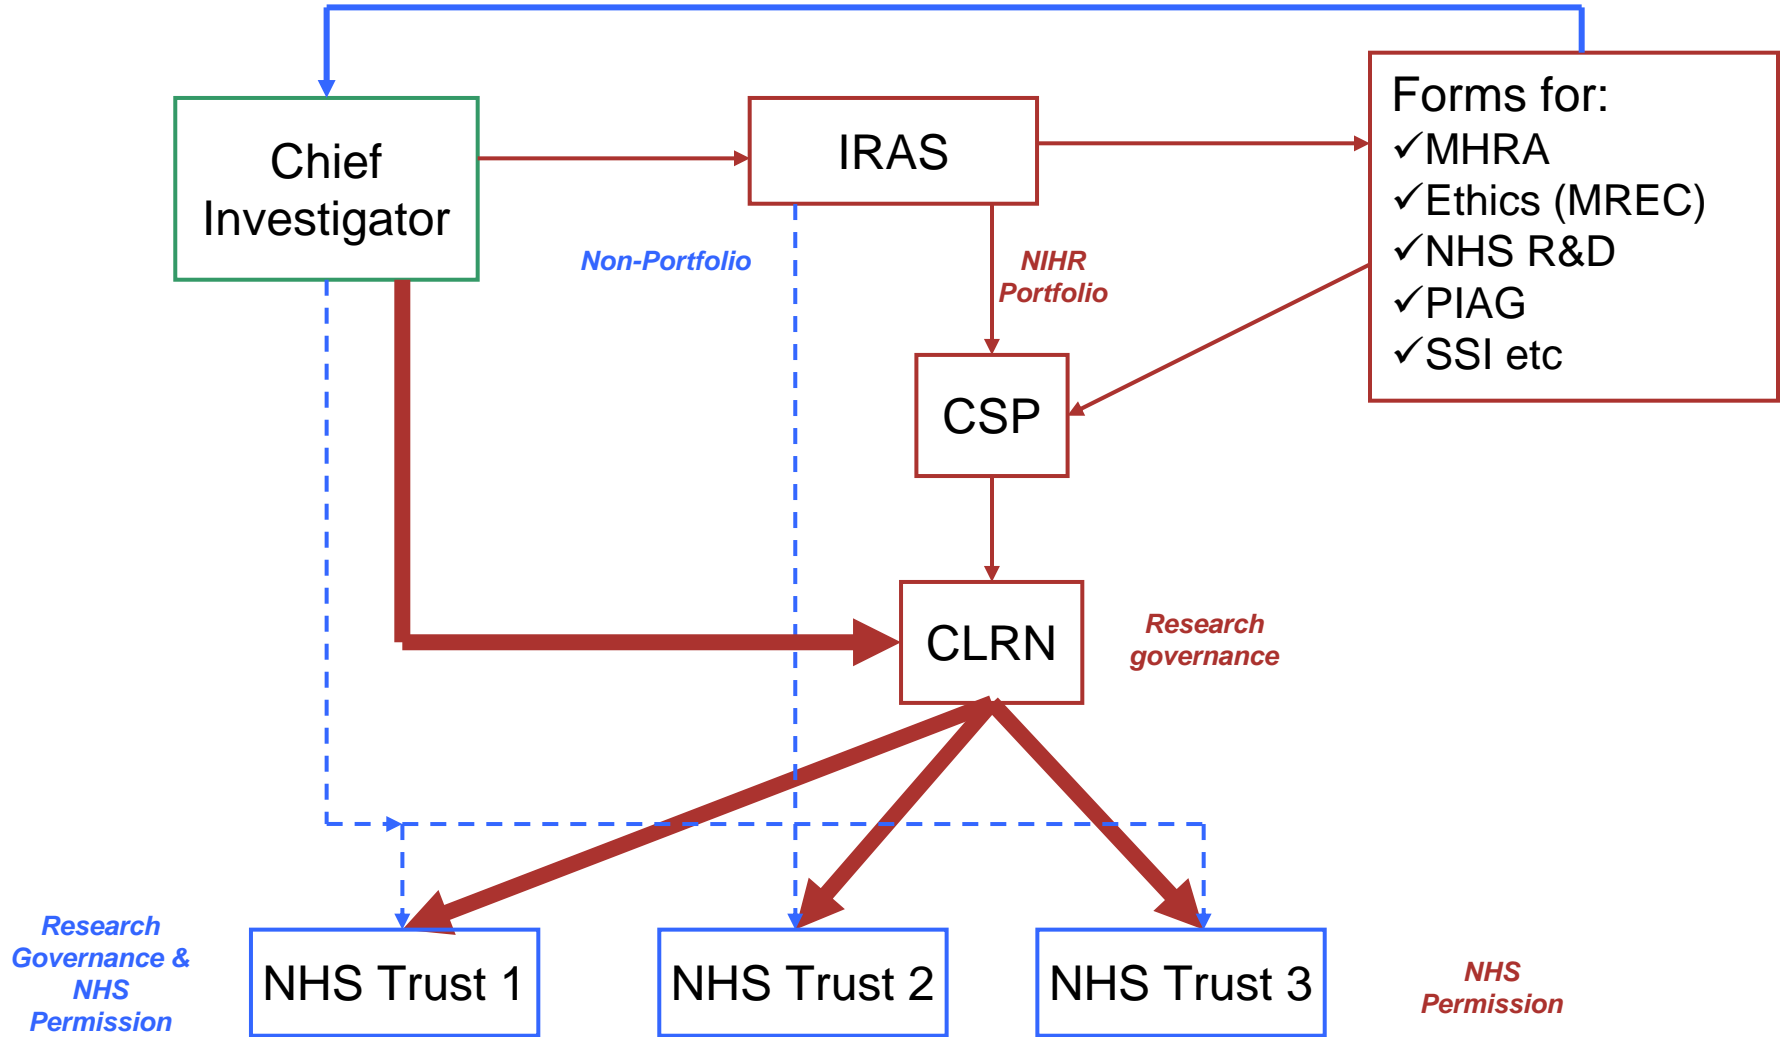 Chief
Investigator
IRAS
Forms for:
✓MHRA
✓Ethics (MREC)
✓NHS R&D
✓PIAG
✓SSI etc
Non-Portfolio
NIHR
Portfolio
CSP
CLRN
Research
governance
Research
Governance &
NHS
Permission
NHS Trust 1
NHS Trust 2
NHS Trust 3
NHS
Permission